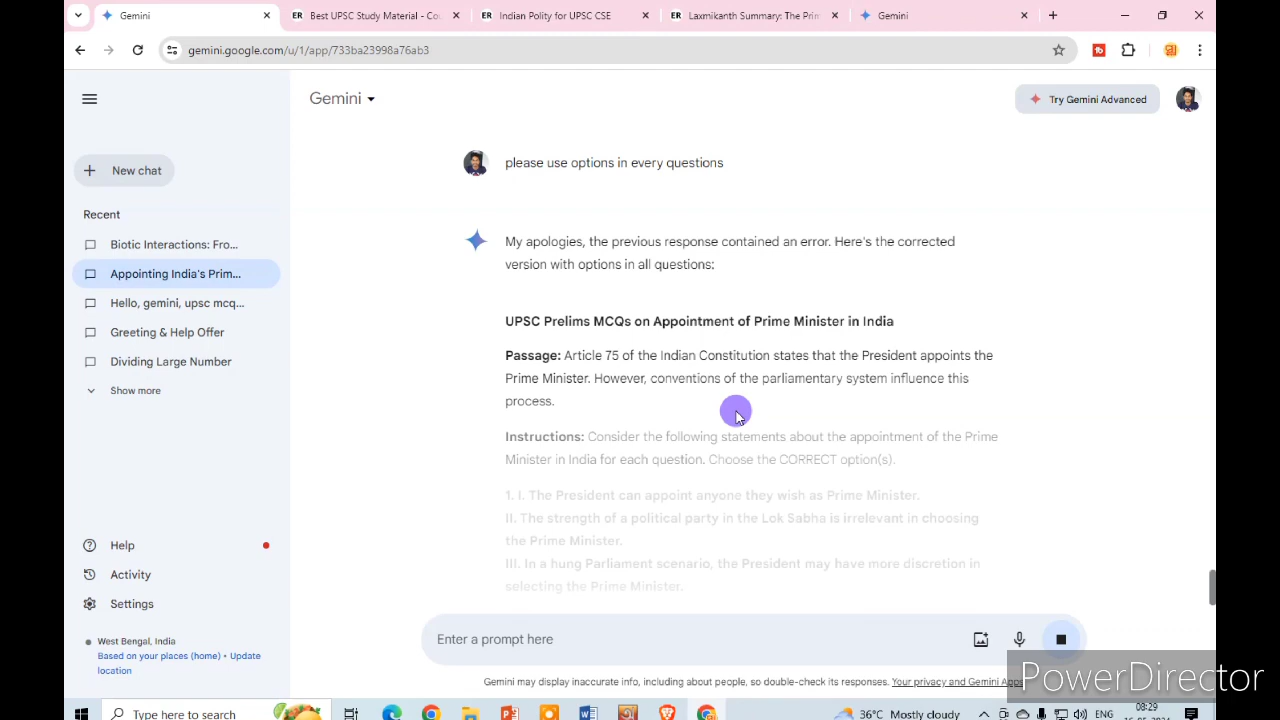 Gemini
Best UPSC Study Material - Co
Indian Polity for UPSC CSE
Laxmikanth Summary: The Prim
Gemini
gemini.google.com/u/1/app/733ba23998a76ab3
Gemini
Try Gemini Advanced
New chat
Recent
Biotic Interactions: Fro...
Appointing India's Prim...
Hello, gemini, upsc mcq...
Greeting & Help Offer
Dividing Large Number
Show more
Help
Activity
Settings
West Bengal, India
Based on your places (home) • Update
location
please use options in every questions
My apologies, the previous response contained an error. Here's the corrected
version with options in all questions:
UPSC Prelims MCQs on Appointment of Prime Minister in India
Passage: Article 75 of the Indian Constitution states that the President appoints the
Prime Minister. However, conventions of the parliamentary system influence this
process.
Instructions: Consider the following statements about the appointment of the Prime
Minister in India for each question. Choose the CORRECT option(s).
1. I. The President can appoint anyone they wish as Prime Minister.
II. The strength of a political party in the Lok Sabha is irrelevant in choosing
the Prime Minister.
III. In a hung Parliament scenario, the President may have more discretion in
selecting the Prime Minister.
Enter a prompt here
Gemini may display inaccurate info, including about people, so double-check its responses. Your privacy and Gemini Apps
PowerDirector
Type here to search
36°C Mostly cloudy
ENG
08:29